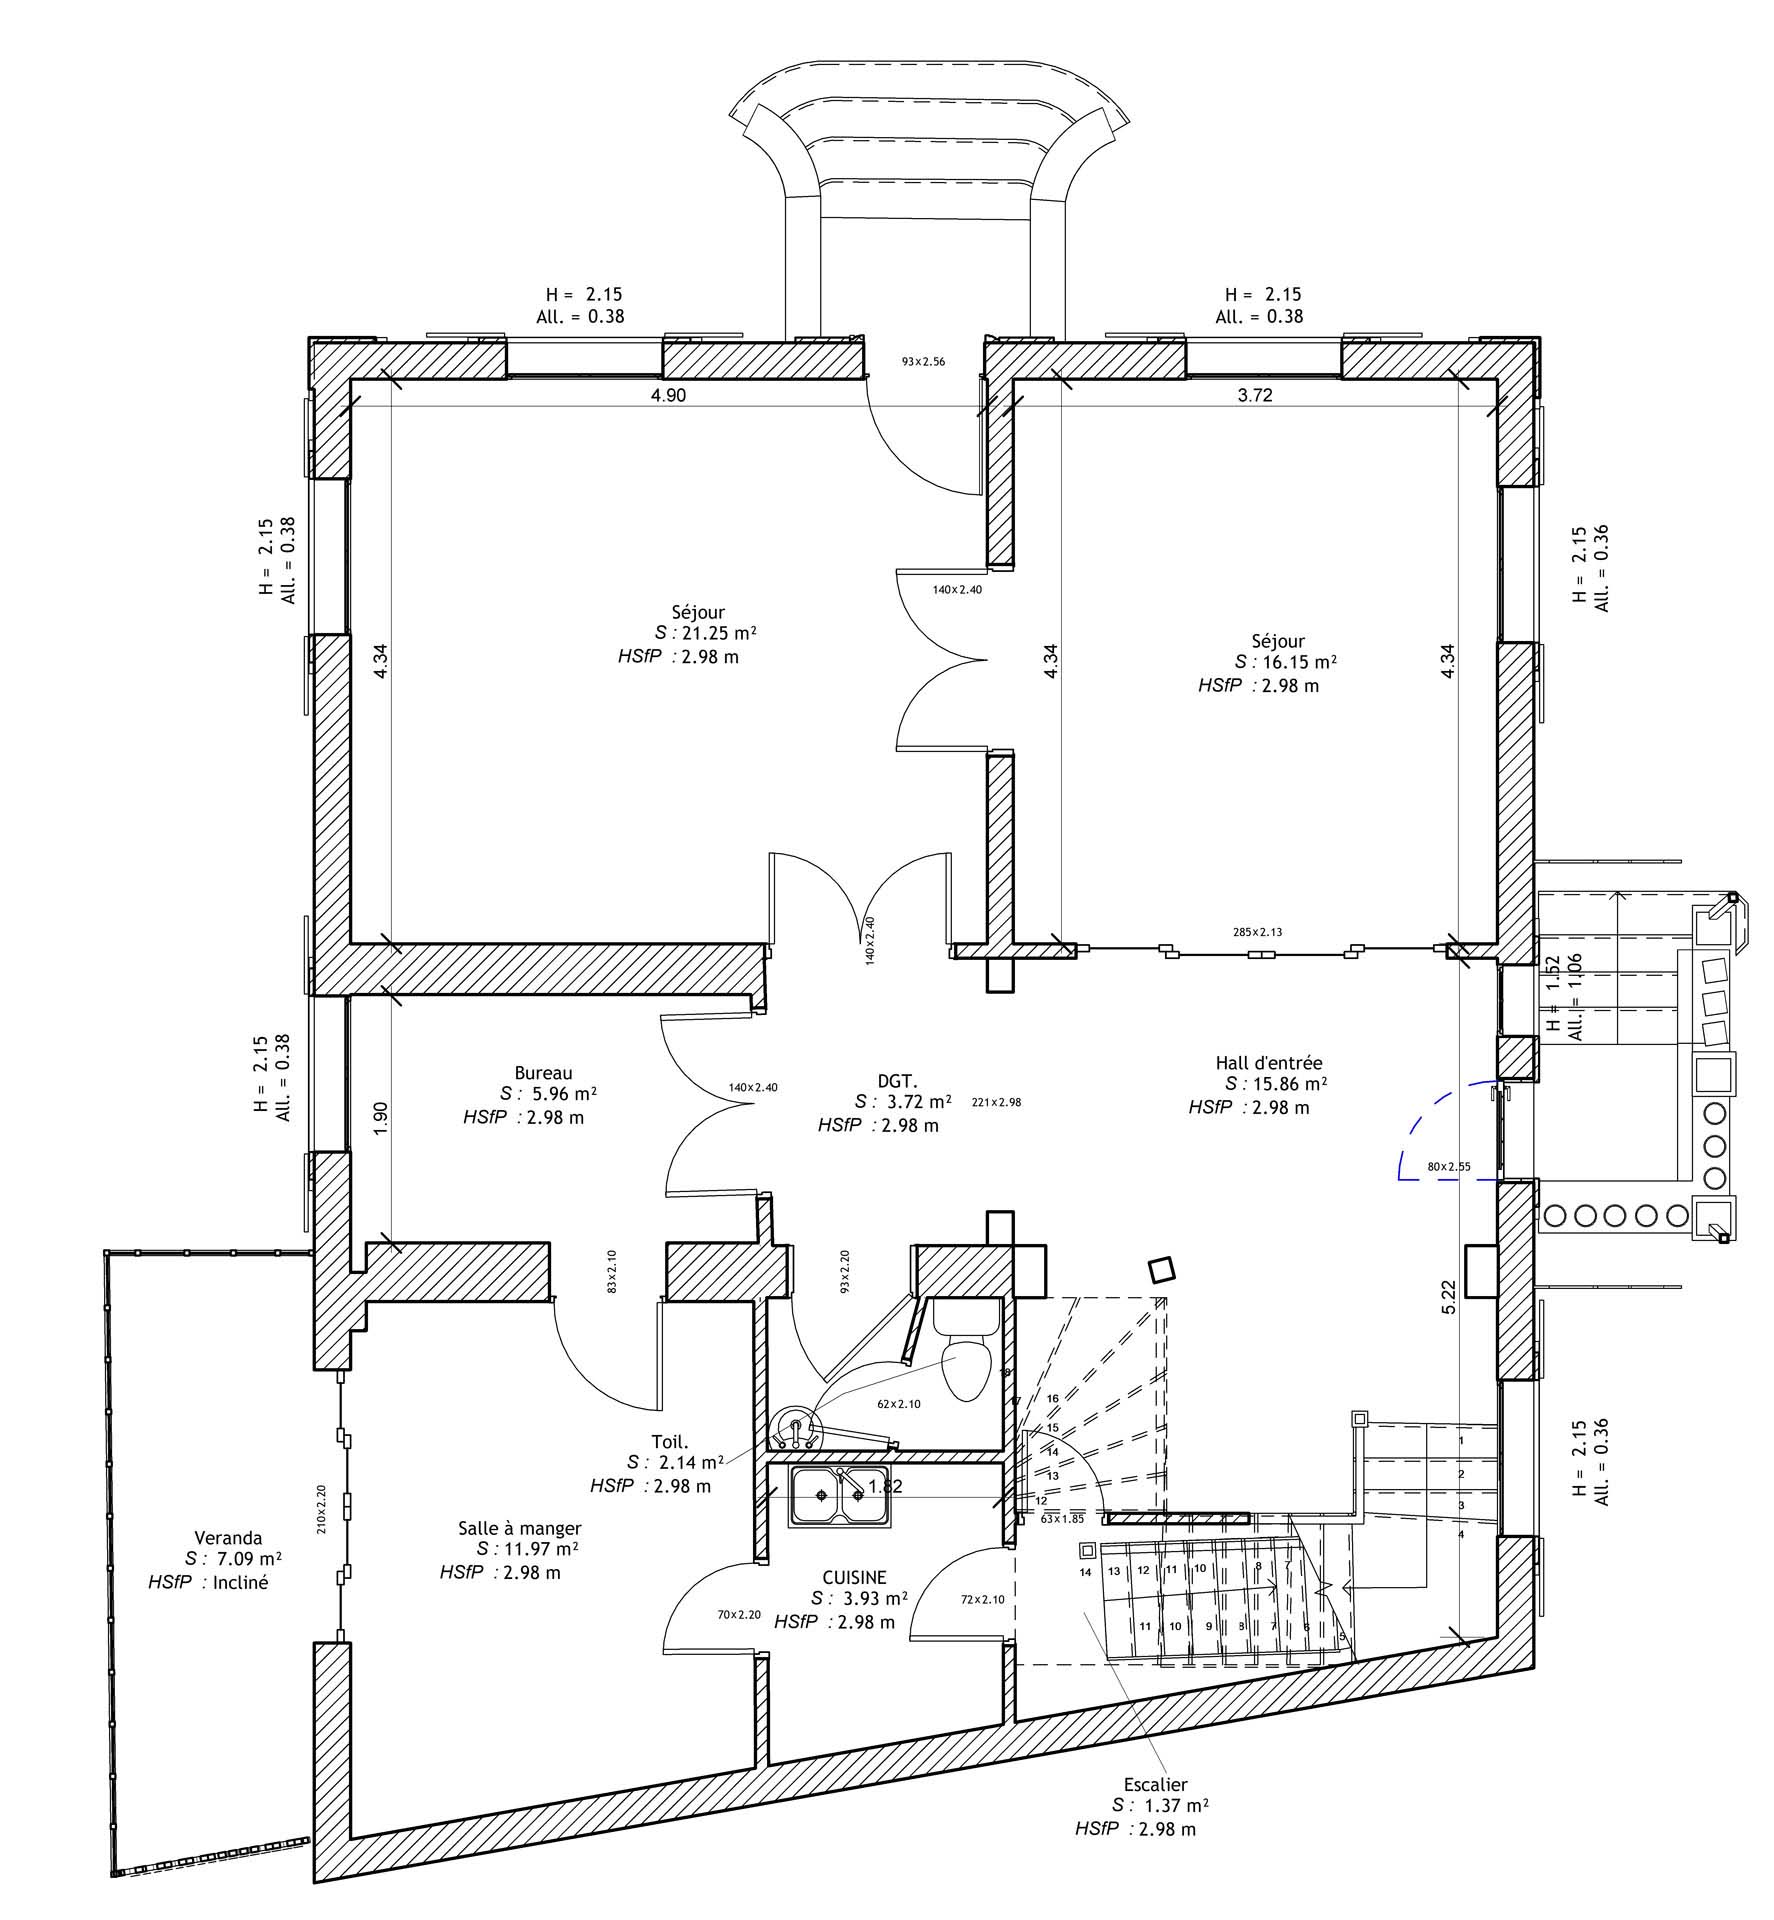 H = 2.15
All. = 0.38
H = 2.15
All. = 0.38
93x2.56
4.90
3.72
H = 2.15
All. = 0.38
H = 2.15
All. = 0.36
140x2.40
Séjour
S : 21.25 m²
HSfP : 2.98 m
4.34
4.34
4.34
Séjour
S : 16.15 m²
HSfP : 2.98 m
140x2.40
285x2.13
H = 1.52
All. = 1.06
H = 2.15
All. = 0.38
1.90
Bureau
S : 5.96 m²
HSfP : 2.98 m
140x2.40
DGT.
S : 3.72 m²
HSfP : 2.98 m
221x2.98
Hall d'entrée
S : 15.86 m²
HSfP : 2.98 m
80x2.55
83x2.10
93x2.20
5.22
18
17
16
15
14
13
12
62x2.10
Toil.
S : 2.14 m²
HSfP : 2.98 m
1.82
63x1.85
1
2
3
4
H = 2.15
All. = 0.36
210x2.20
Veranda
S : 7.09 m²
HSfP : Incliné
Salle à manger
S : 11.97 m²
HSfP : 2.98 m
70x2.20
CUISINE
S : 3.93 m²
HSfP : 2.98 m
72x2.10
14 13 12 11 10 8 7
11 10 9 8 7 6 5
Escalier
S : 1.37 m²
HSfP : 2.98 m